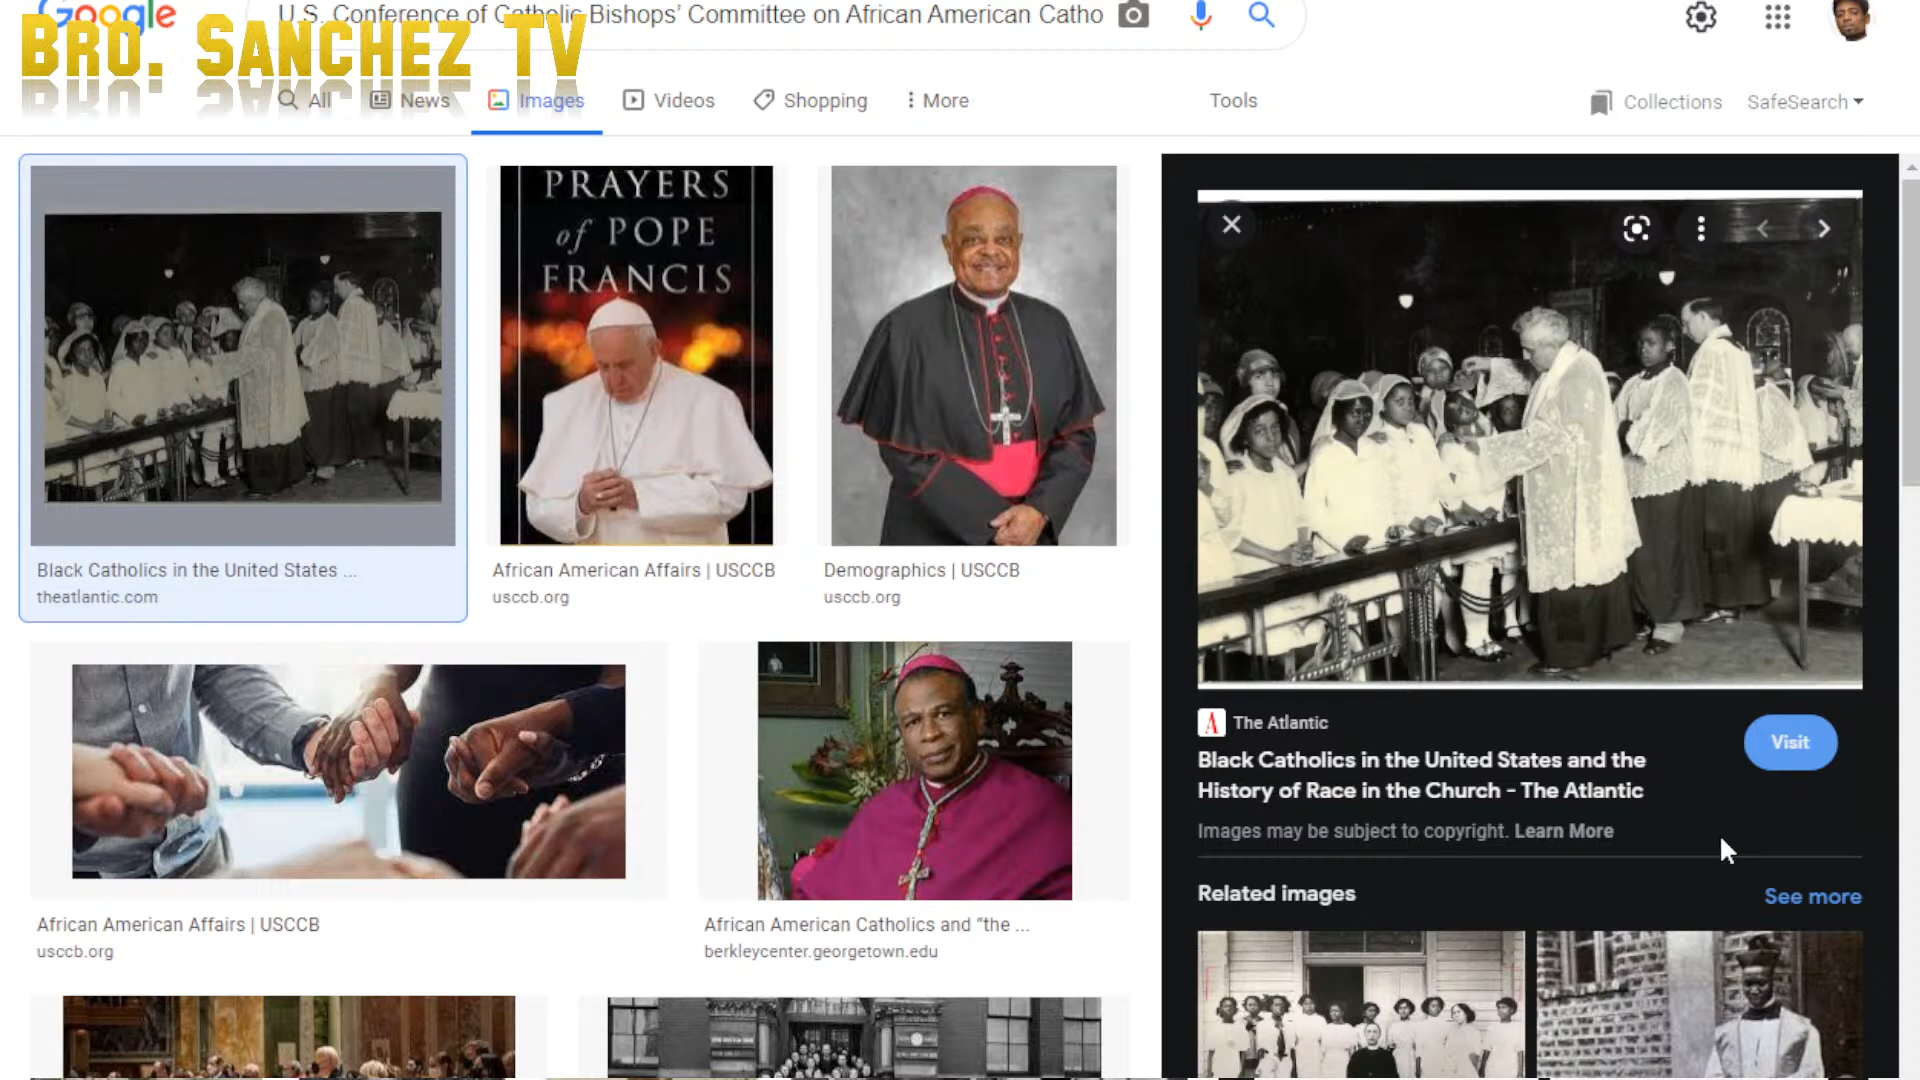 Google
U.S. Conference of Catholic Bishops' Committee on African American Catho
BRO. SANCHEZ TV
All
News
Images
Videos
Shopping
More
Tools
Collections
SafeSearch
PRAYERS
of POPE
FRANCIS
Black Catholics in the United States ...
theatlantic.com
African American Affairs | USCCB
usccb.org
Demographics | USCCB
usccb.org
African American Affairs | USCCB
usccb.org
African American Catholics and “the ...
berkleycenter.georgetown.edu
A The Atlantic
Visit
Black Catholics in the United States and the
History of Race in the Church - The Atlantic
Images may be subject to copyright. Learn More
Related images
See more